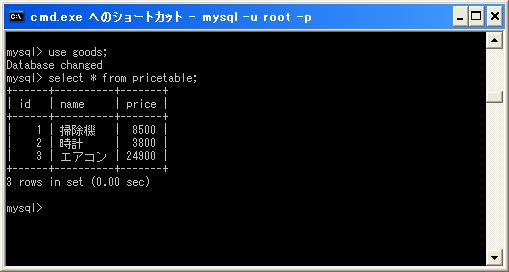 cmd.exe へのショートカット - mysql -u root -p
mysql> use goods;
Database changed
mysql> select * from pricetable;
+------+----------+-------+
| id   | name     | price |
+------+----------+-------+
|    1 | 掃除機   |  8500 |
|    2 | 時計     |  3800 |
|    3 | エアコン | 24900 |
+------+----------+-------+
3 rows in set (0.00 sec)
mysql>